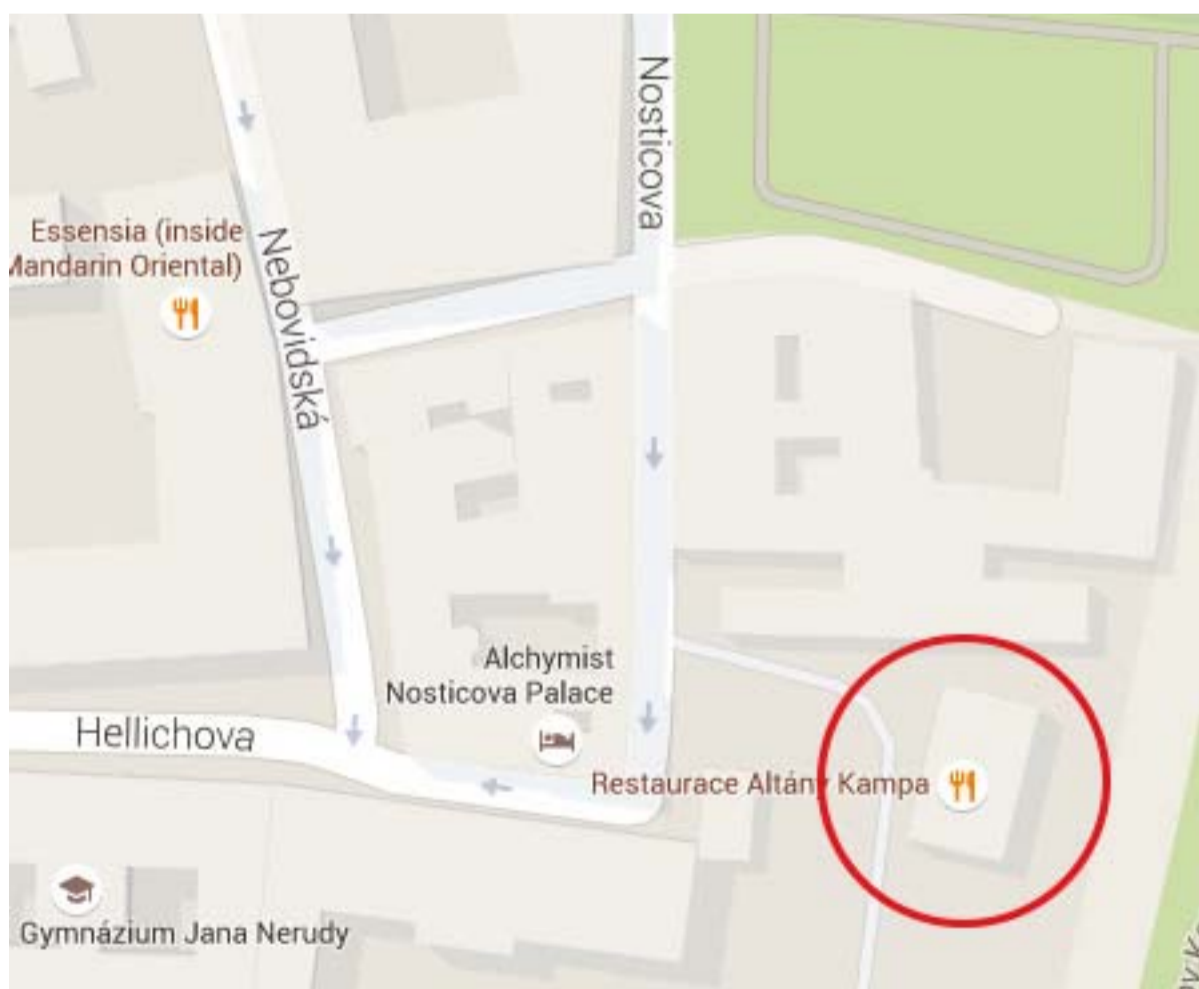 Nosticova
Essensia (inside
Mandarin Oriental)
Nebovidská
Alchymist
Nosticova Palace
Hellichova
Restaurace Altány Kampa
Gymnázium Jana Nerudy